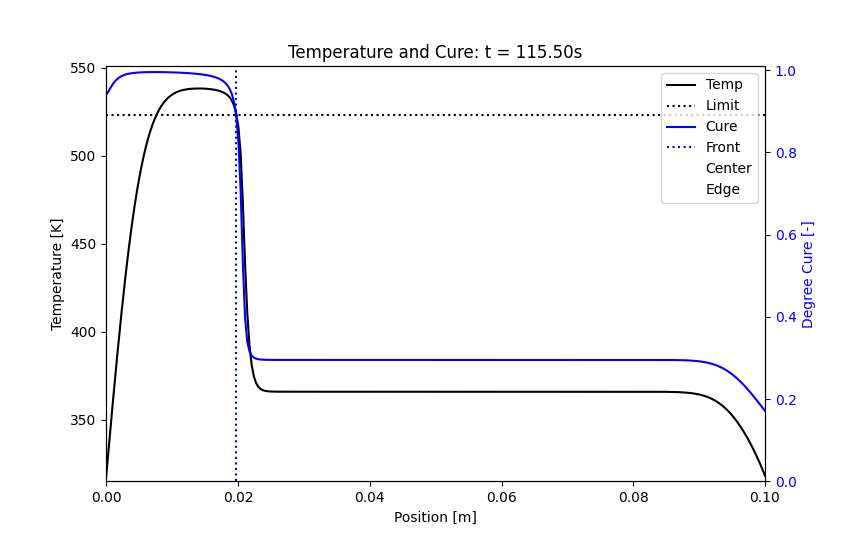 Temperature and Cure: t = 115.50s
Temp
Limit
Cure
Front
Center
Edge
550
500
450
400
350
Temperature [K]
1.0
0.8
0.6
0.4
0.2
0.0
Degree Cure [-]
0.00 0.02 0.04 0.06 0.08 0.10
Position [m]